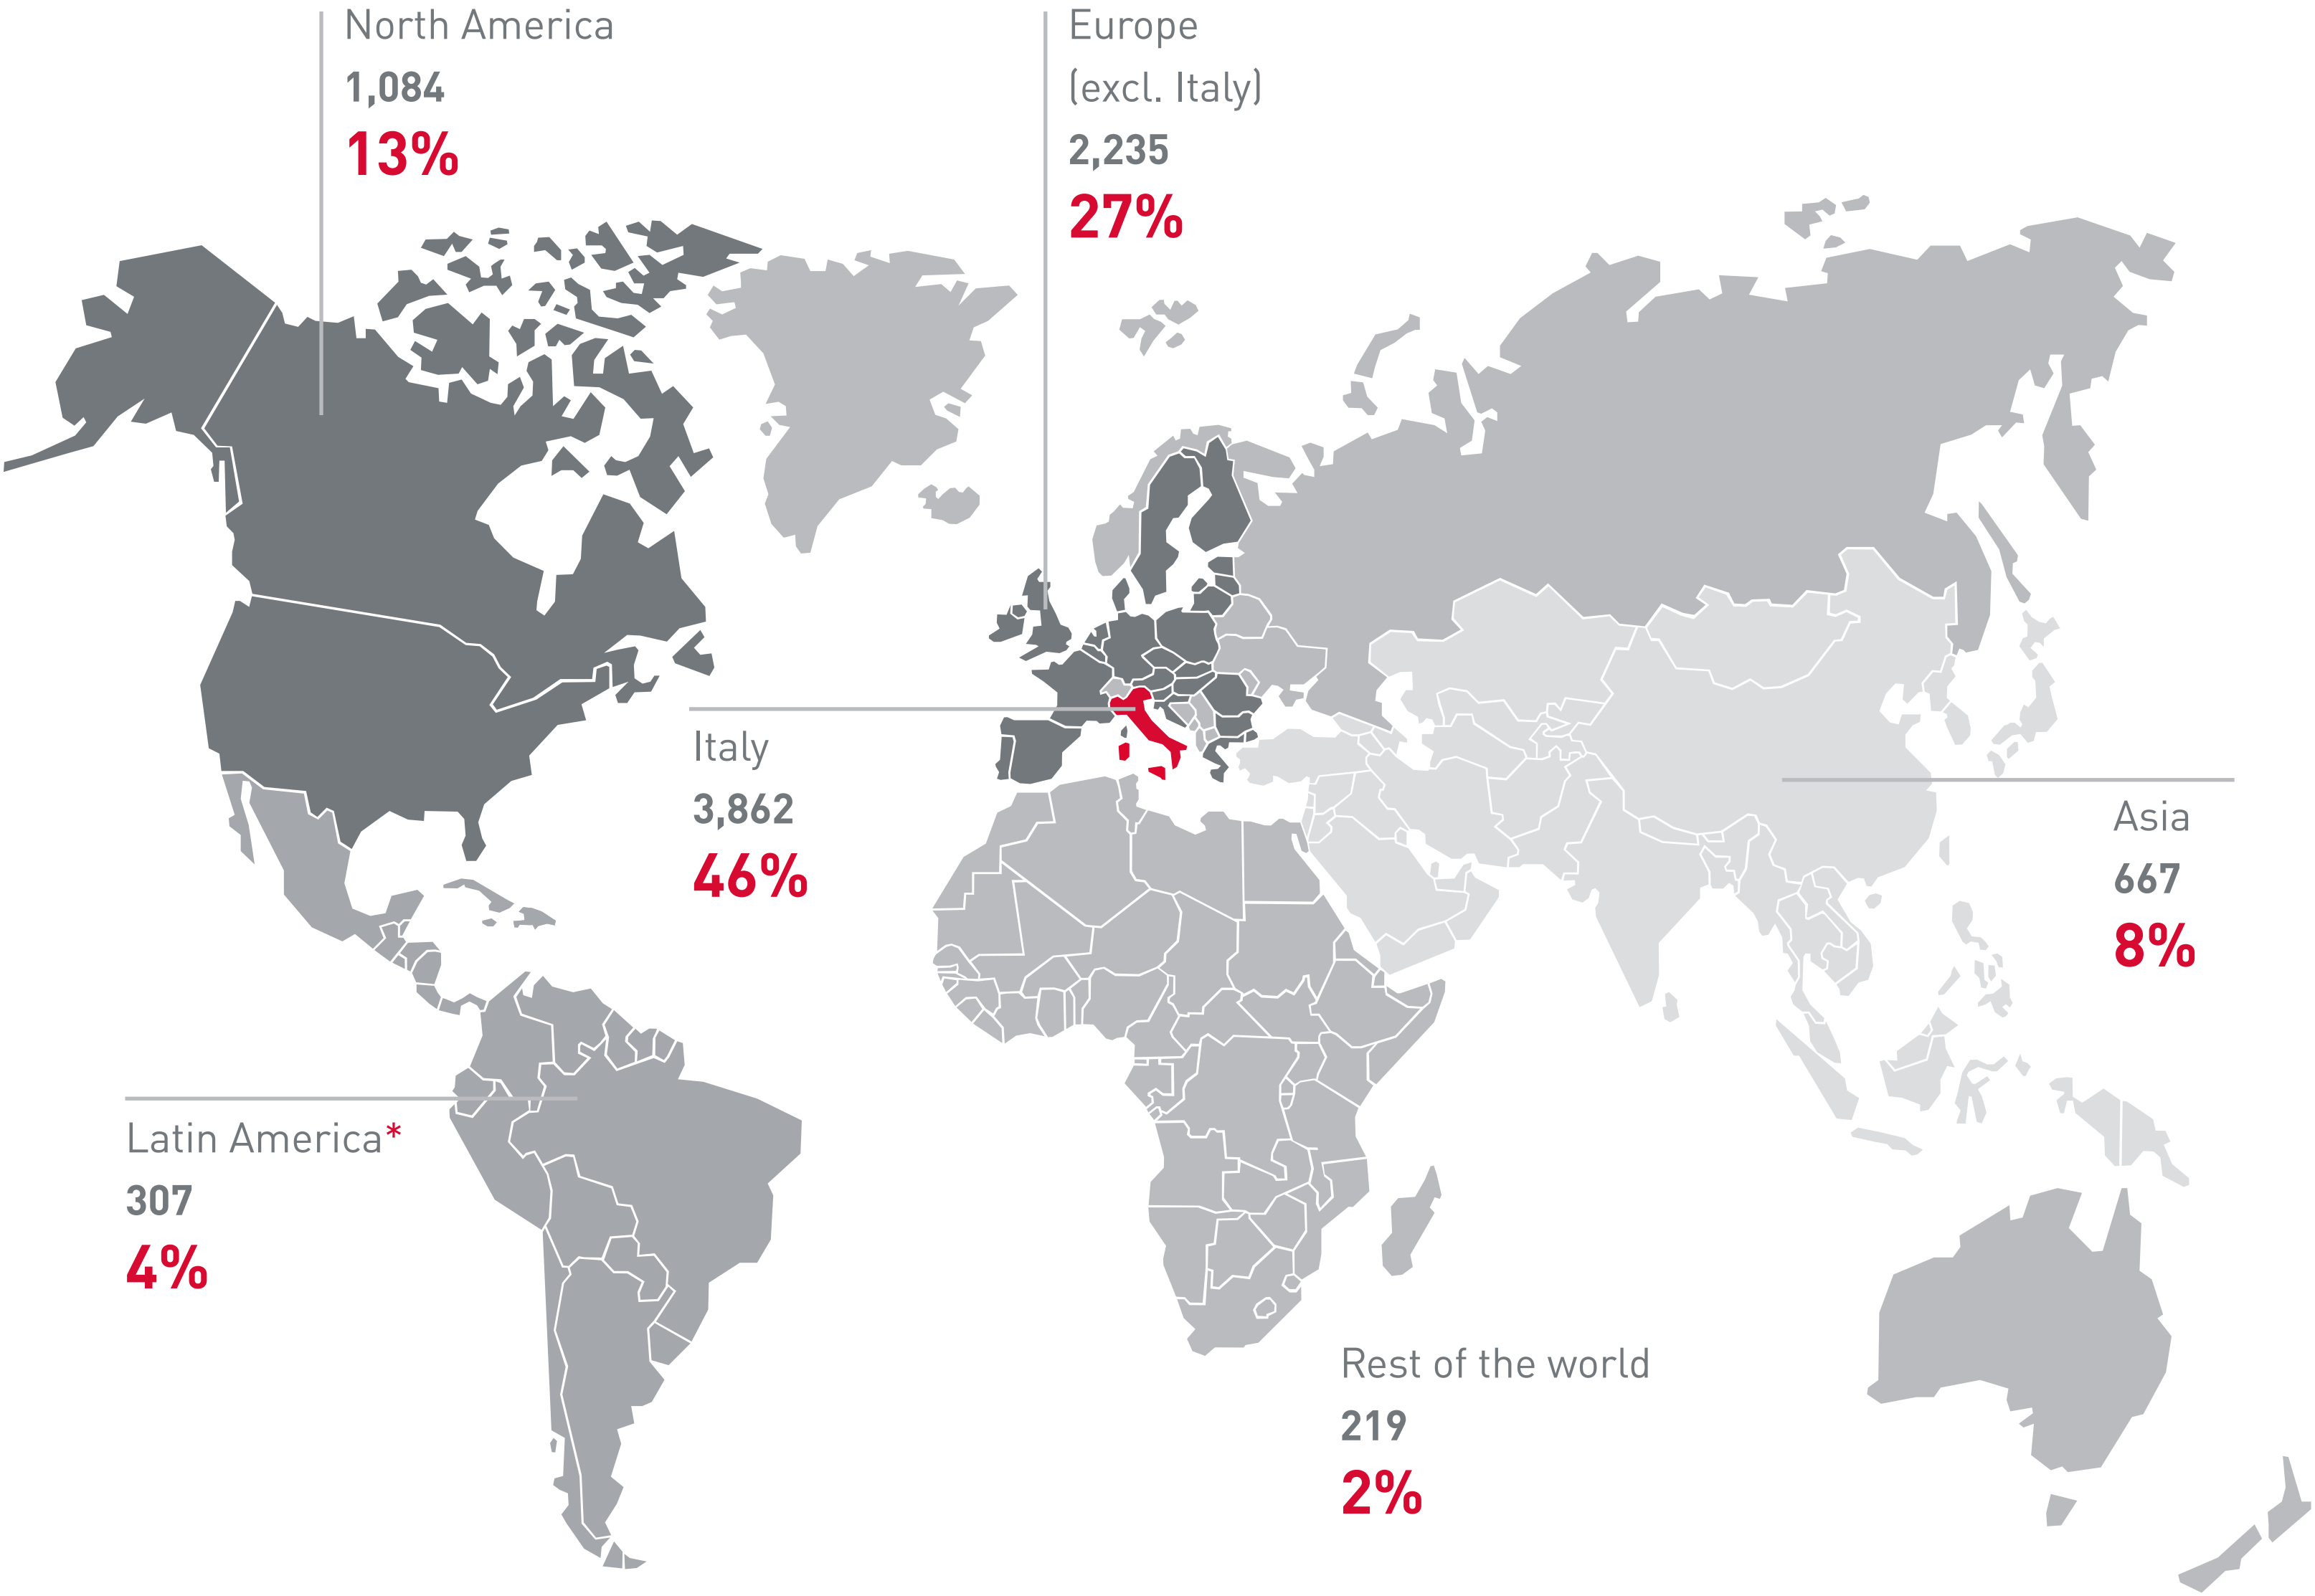 North America
1,084
13%
Europe
(excl. Italy)
2,235
27%
Italy
3,862
46%
Asia
667
8%
Latin America*
307
4%
Rest of the world
219
2%